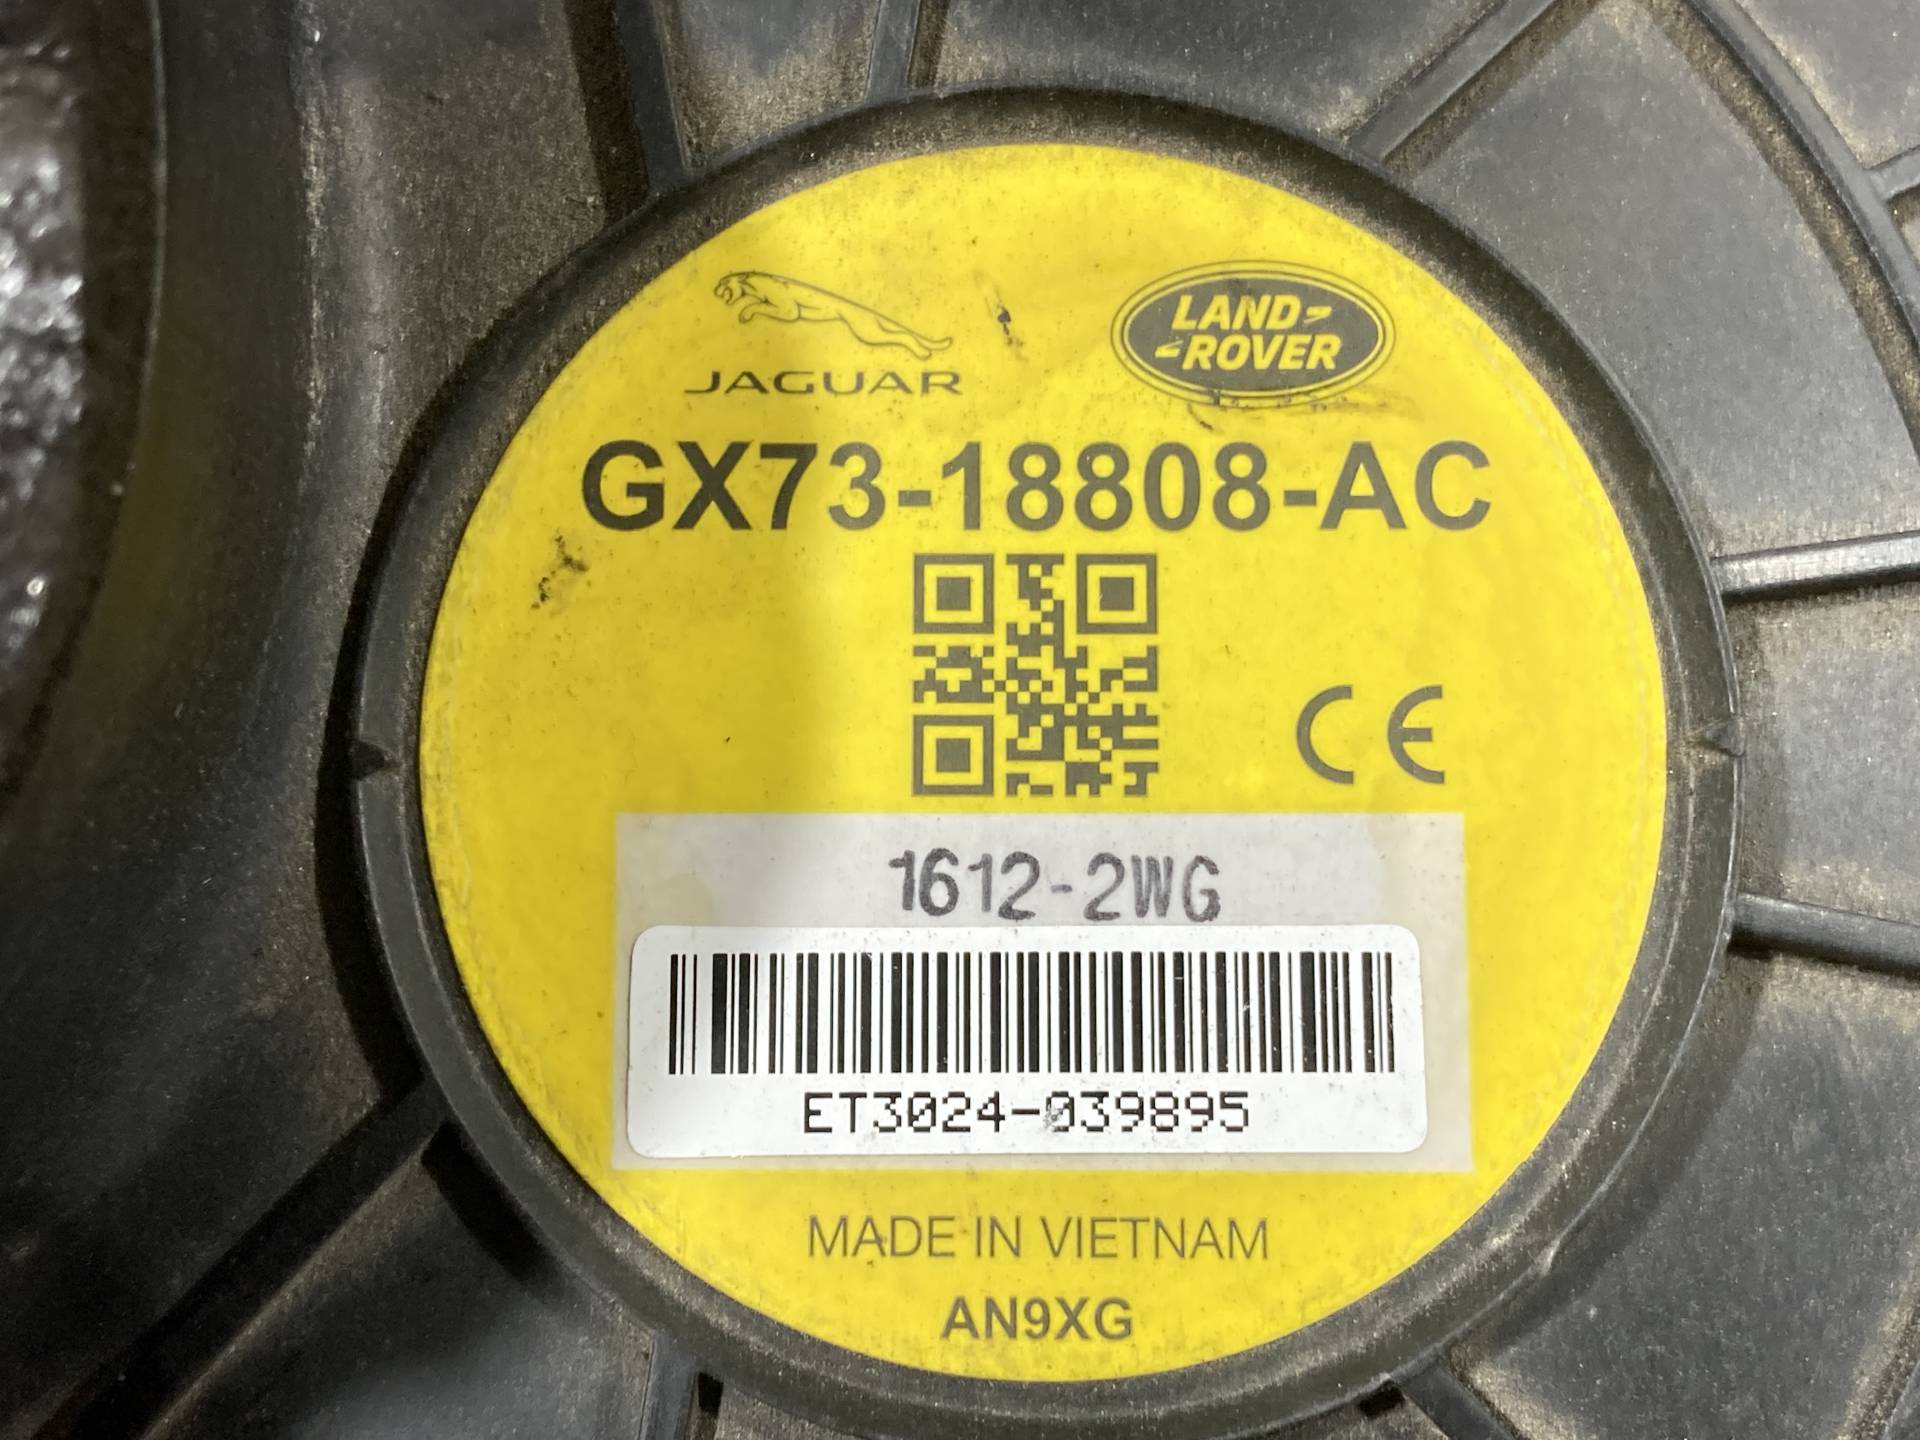 JAGUAR
LAND-
-ROVER
GX73-18808-AC
CE
1612-2WG
ET3024-039895
MADE IN VIETNAM
AN9XG